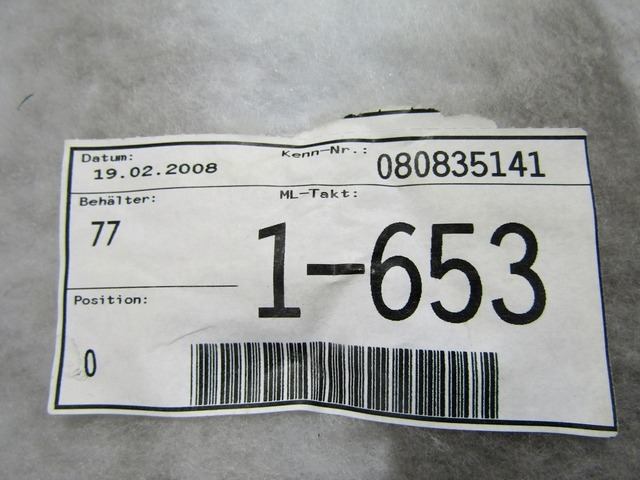 Datum: Kenn-Nr.:
19.02.2008 080835141
Behälter: ML-Takt:
77 1-653
Position:
0